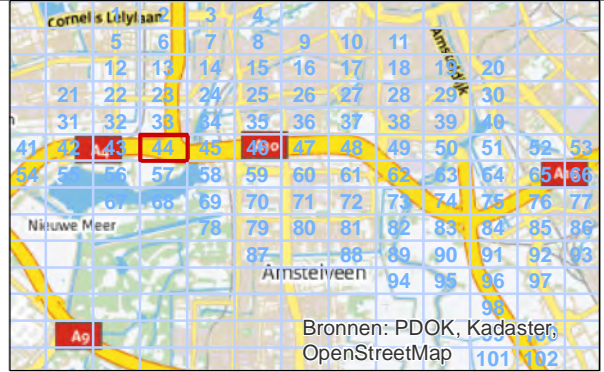 Cornelis Lelylaan 1 2 3 4
5 6 7 8 9 10 11
Amsteldijk
12 13 14 15 16 17 18 19 20
21 22 23 24 25 26 27 28 29 30
31 32 33 34 35 36 37 38 39 40
41 42 A4 43 44 45 46 47 48 49 50 51 52 53
54 55 56 57 58 59 60 61 62 63 64 65 66
67 68 69 70 71 72 73 74 75 76 77
Nieuwe Meer 78 79 80 81 82 83 84 85 86
87 88 89 90 91 92 93
Amstelveen 94 95 96 97
98
A9 Bronnen: PDOK, Kadaster,
OpenStreetMap
101 102